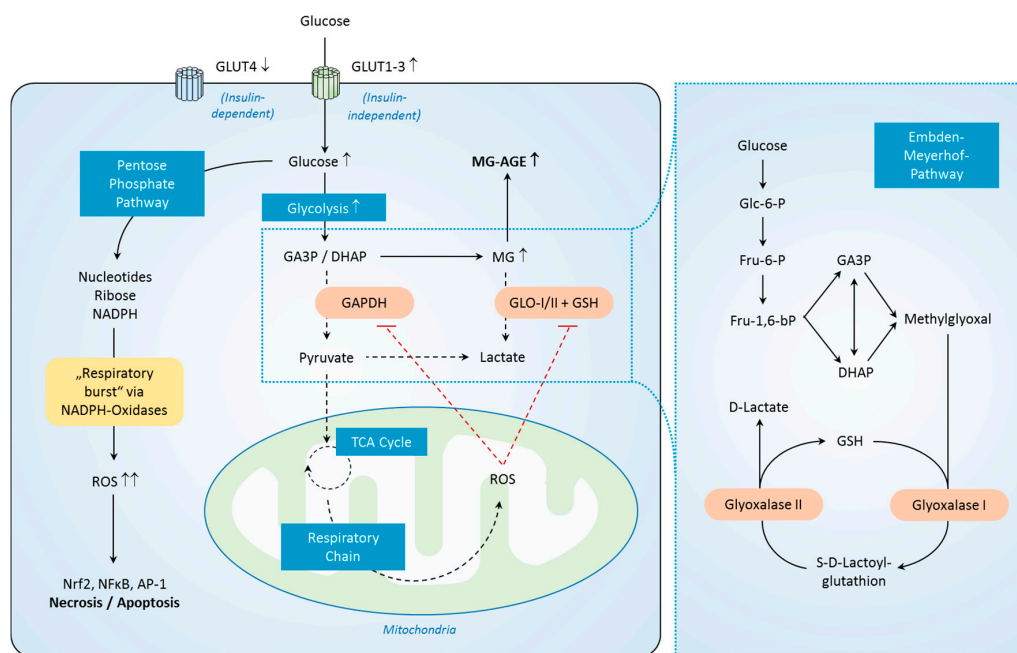 Glucose
GLUT4 ↓
GLUT1-3 ↑
(Insulin-
dependent)
(Insulin-
independent)
Pentose
Phosphate
Pathway
Glucose ↑
MG-AGE ↑
Glycolysis ↑
GA3P / DHAP
MG ↑
GAPDH
GLO-I/II + GSH
Pyruvate
Lactate
Nucleotides
Ribose
NADPH
„Respiratory
burst“ via
NADPH-Oxidases
ROS ↑↑
Nrf2, NFκB, AP-1
Necrosis / Apoptosis
TCA Cycle
ROS
Respiratory
Chain
Mitochondria
Embden-
Meyerhof-
Pathway
Glucose
Glc-6-P
Fru-6-P
GA3P
Fru-1,6-bP
Methylglyoxal
DHAP
D-Lactate
GSH
Glyoxalase II
Glyoxalase I
S-D-Lactoyl-
glutathion